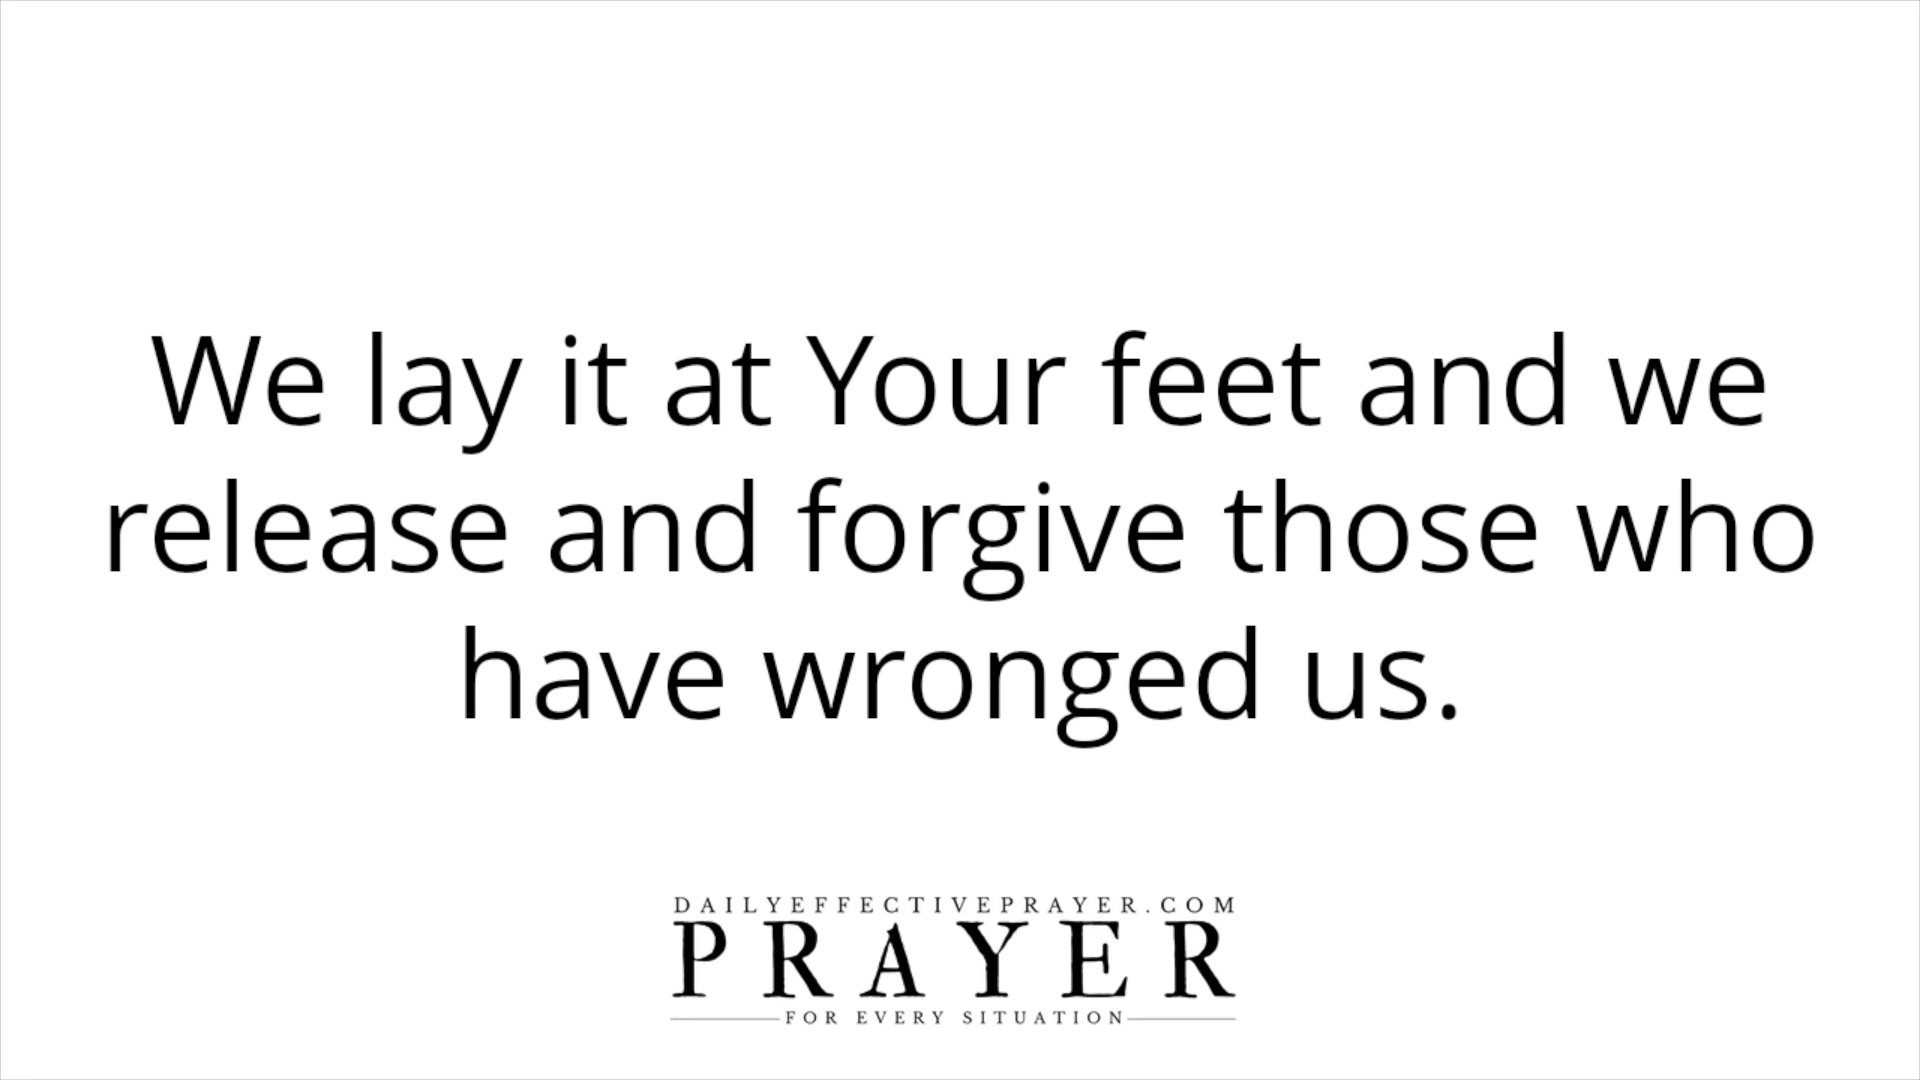 We lay it at Your feet and we
release and forgive those who
have wronged us.
DAILYEFFECTIVEPRAYER.COM
PRAYER
FOR EVERY SITUATION